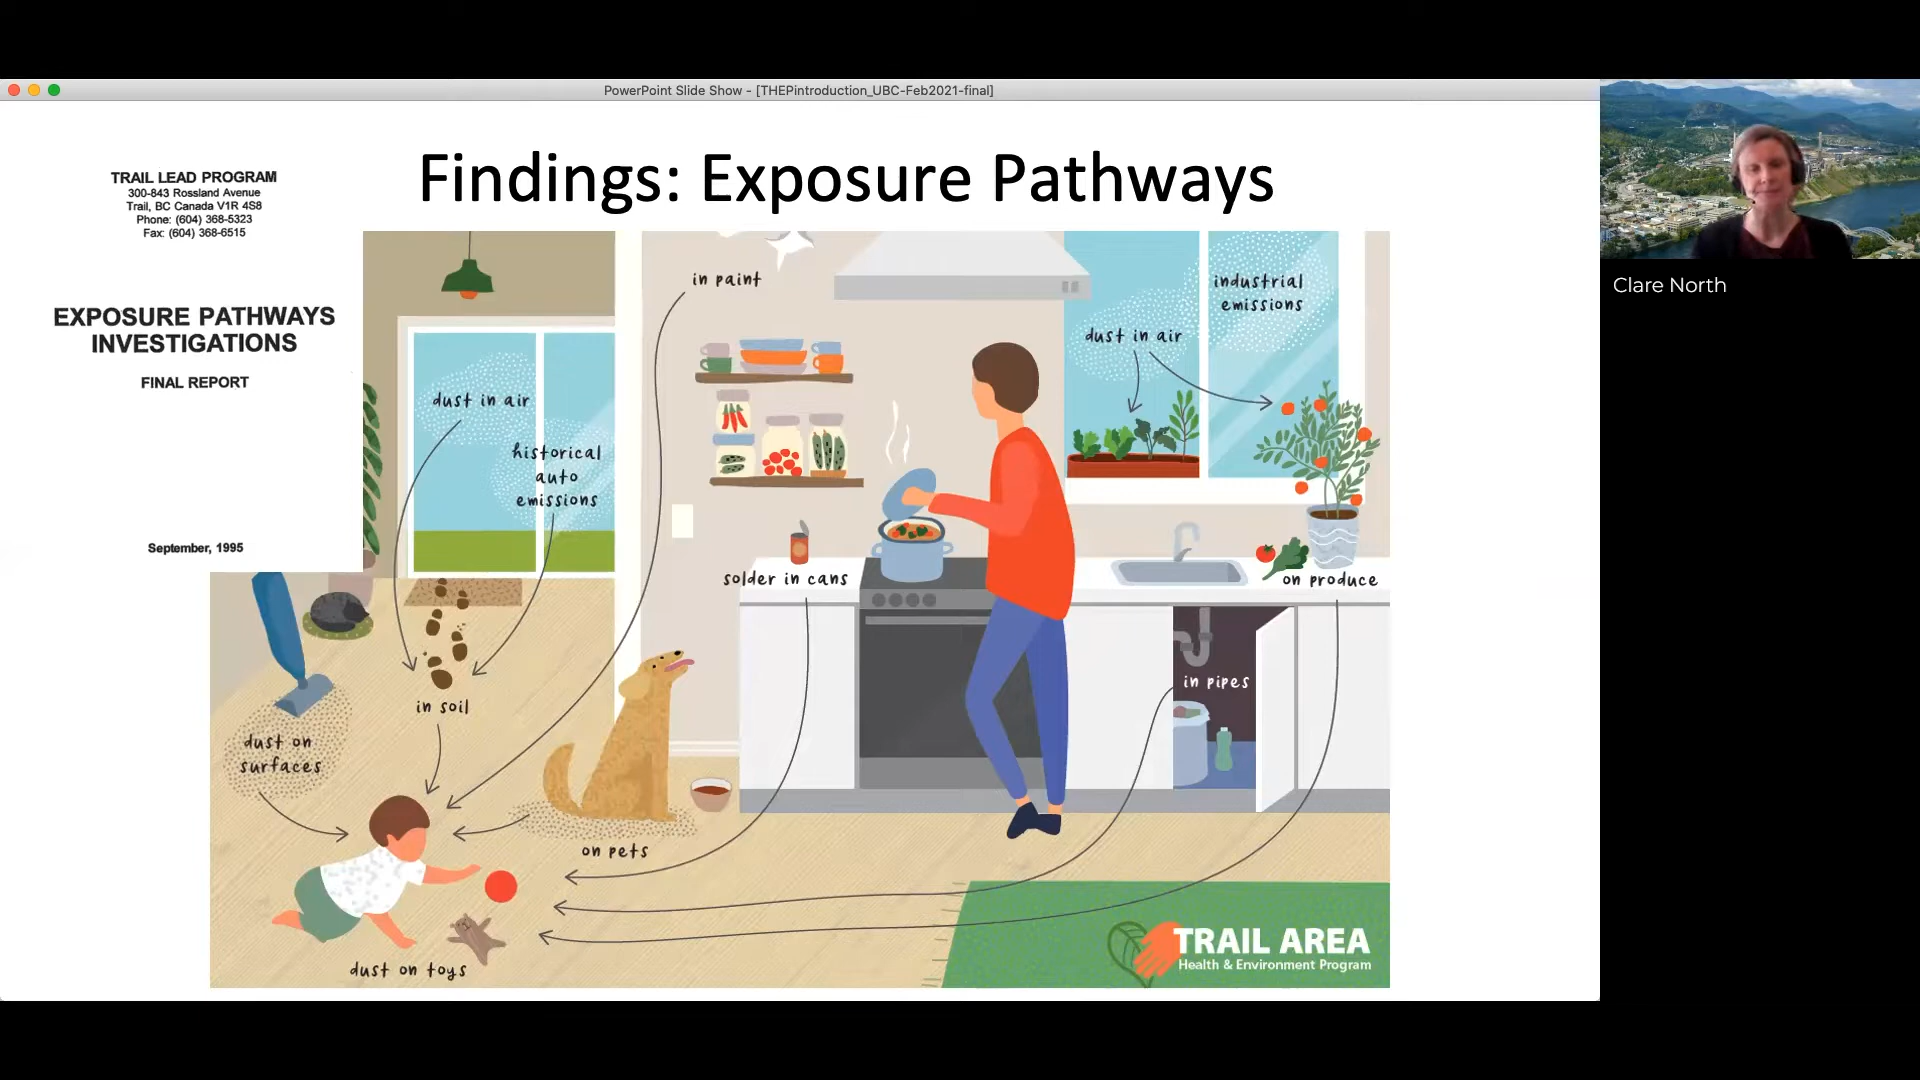 PowerPoint Slide Show - [THEPintroduction_UBC-Feb2021-final]
TRAIL LEAD PROGRAM
300-843 Rossland Avenue
Trail, BC Canada V1R 4S8
Phone: (604) 368-5323
Fax: (604) 368-6515
EXPOSURE PATHWAYS
INVESTIGATIONS
FINAL REPORT
September, 1995
Findings: Exposure Pathways
in paint
industrial
emissions
dust in air
dust in air
historical
auto
emissions
solder in cans
on produce
in pipes
in soil
dust on
surfaces
on pets
dust on toys
TRAIL AREA
Health & Environment Program
Clare North